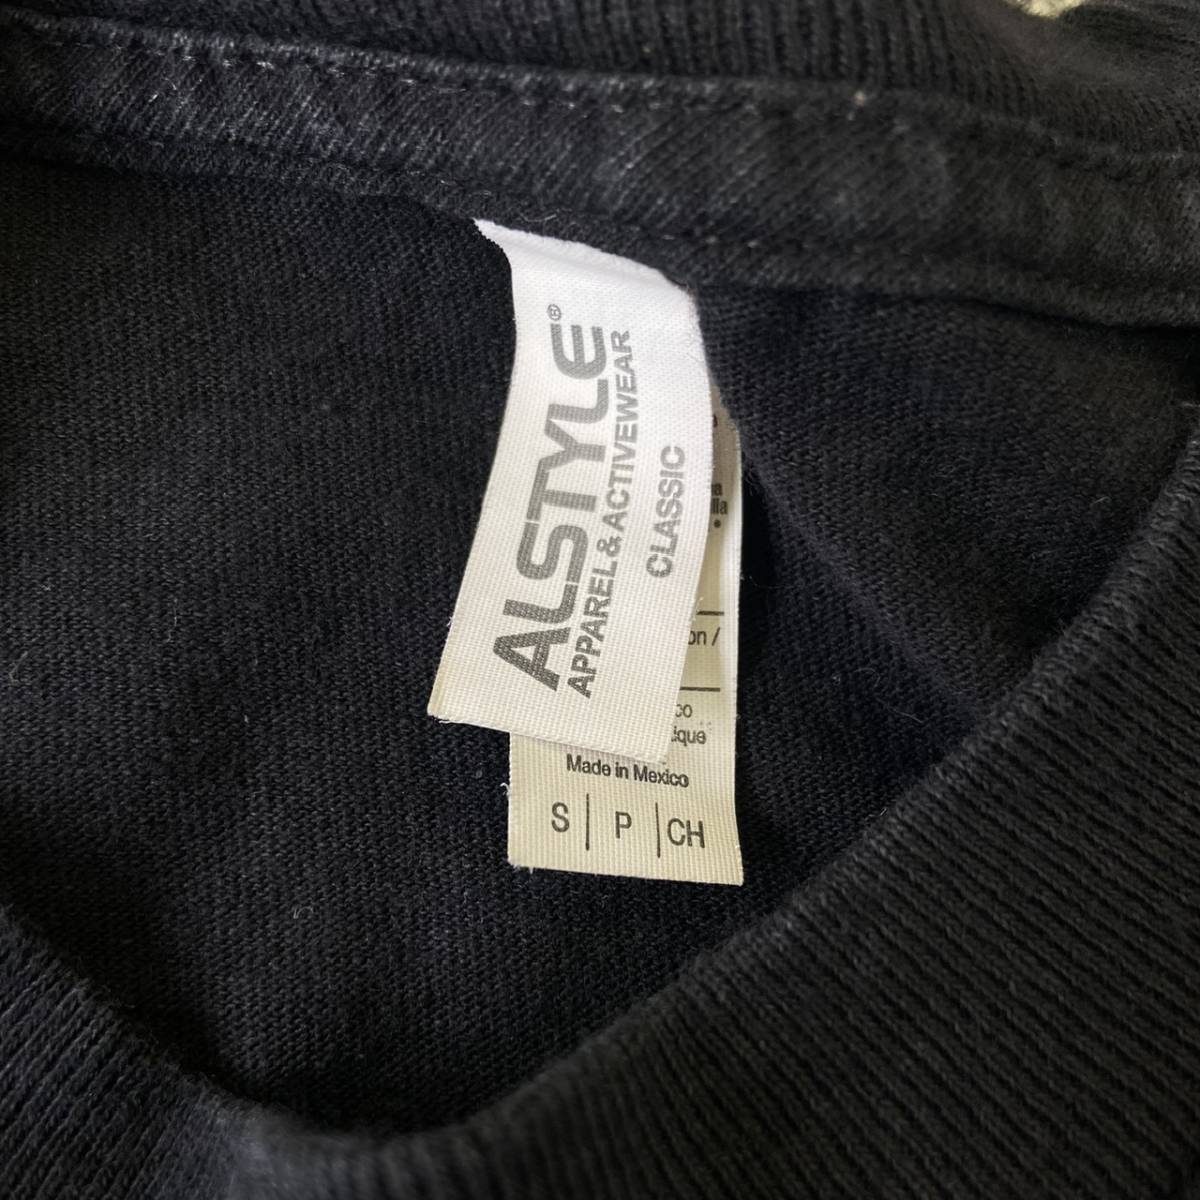 ALSTYLE®
APPAREL & ACTIVEWEAR
CLASSIC
Made in Mexico
S | P | CH